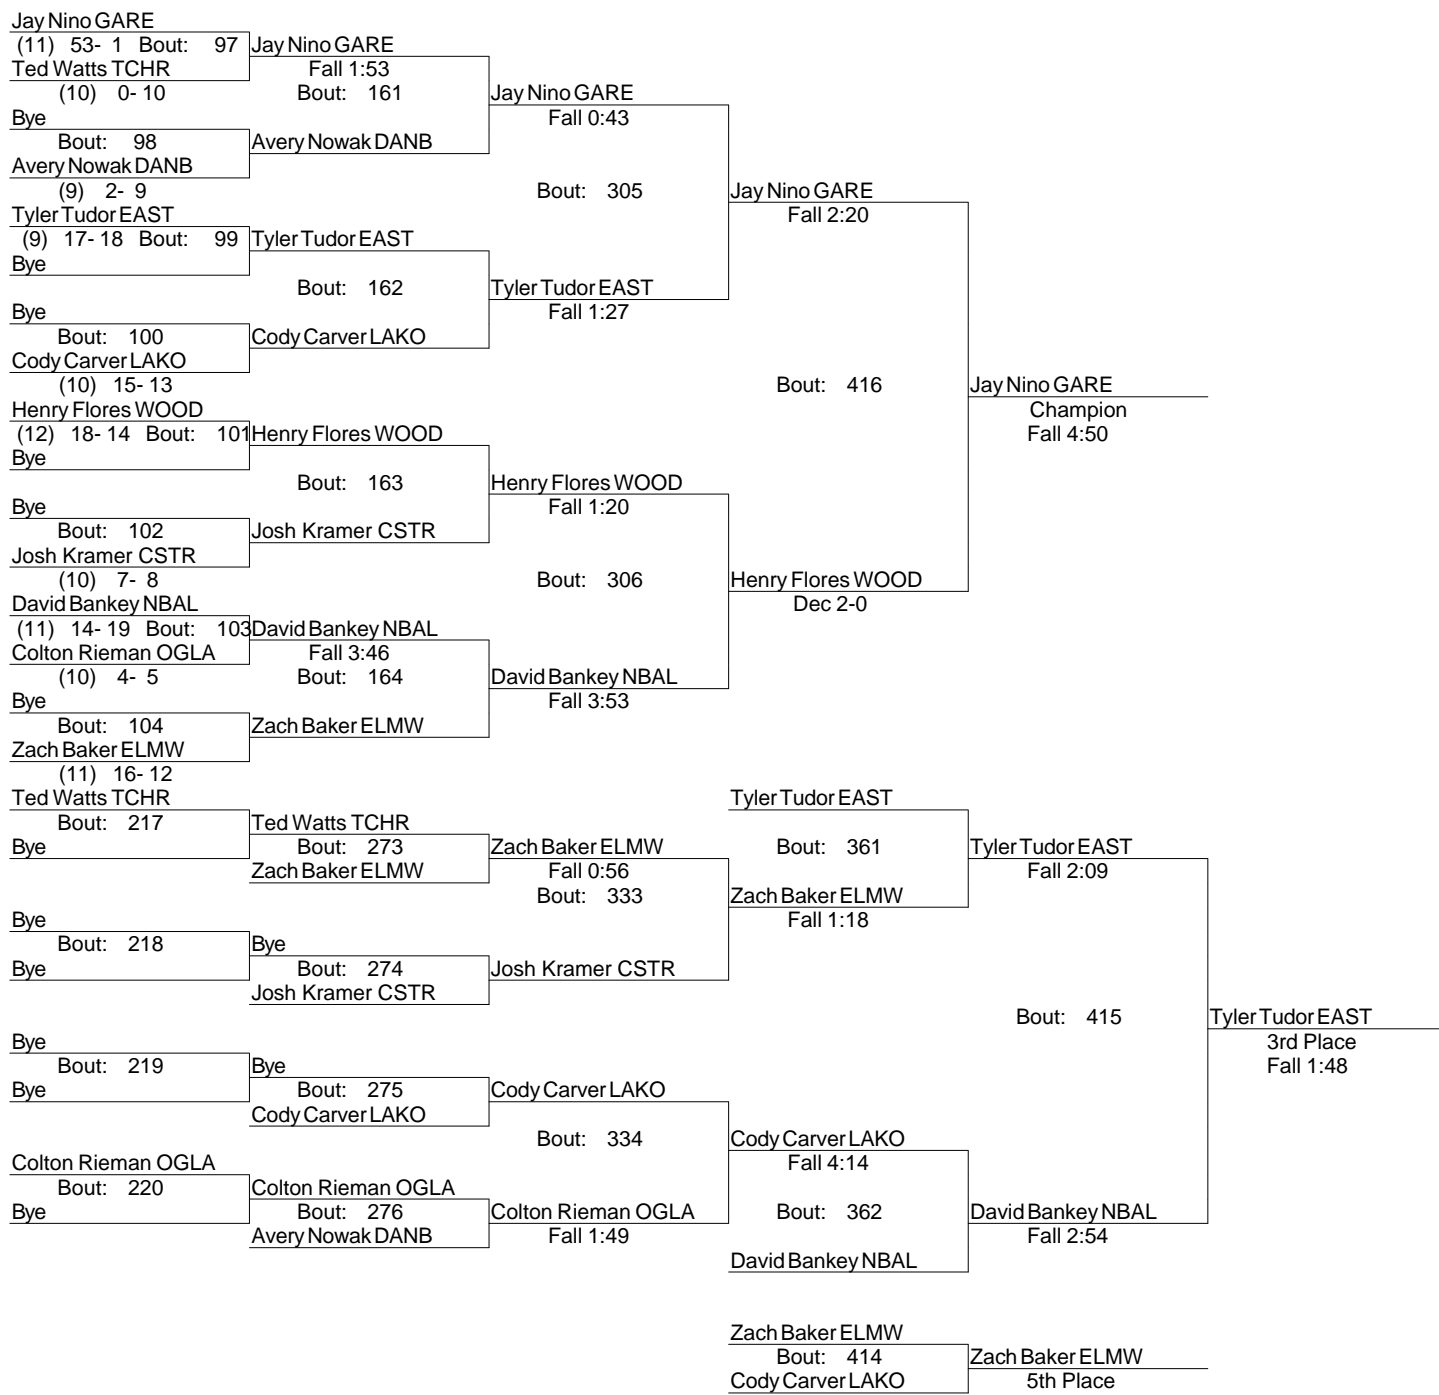 Jay Nino GARE
(11) 53- 1 Bout: 97 Jay Nino GARE
Ted Watts TCHR Fall 1:53
(10) 0- 10 Bout: 161 Jay Nino GARE
Bye Fall 0:43
Bout: 98 Avery Nowak DANB
Avery Nowak DANB
(9) 2- 9 Bout: 305 Jay Nino GARE
Tyler Tudor EAST Fall 2:20
(9) 17- 18 Bout: 99 Tyler Tudor EAST
Bye
Bout: 162 Tyler Tudor EAST
Bye Fall 1:27
Bout: 100 Cody Carver LAKO
Cody Carver LAKO
(10) 15- 13 Bout: 416 Jay Nino GARE
Henry Flores WOOD Champion
(12) 18- 14 Bout: 101 Henry Flores WOOD Fall 4:50
Bye
Bout: 163 Henry Flores WOOD
Bye Fall 1:20
Bout: 102 Josh Kramer CSTR
Josh Kramer CSTR
(10) 7- 8 Bout: 306 Henry Flores WOOD
David Bankey NBAL Dec 2-0
(11) 14- 19 Bout: 103 David Bankey NBAL
Colton Rieman OGLA Fall 3:46
(10) 4- 5 Bout: 164 David Bankey NBAL
Bye Fall 3:53
Bout: 104 Zach Baker ELMW
Zach Baker ELMW
(11) 16- 12
Ted Watts TCHR Tyler Tudor EAST
Bout: 217 Ted Watts TCHR
Bye Bout: 273 Zach Baker ELMW Bout: 361 Tyler Tudor EAST
Zach Baker ELMW Fall 0:56 Fall 2:09
Bout: 333 Zach Baker ELMW
Bye Fall 1:18
Bout: 218 Bye
Bye Bout: 274 Josh Kramer CSTR
Josh Kramer CSTR
Bout: 415 Tyler Tudor EAST
Bye 3rd Place
Bout: 219 Bye Fall 1:48
Bye Bout: 275 Cody Carver LAKO
Cody Carver LAKO
Bout: 334 Cody Carver LAKO
Colton Rieman OGLA Fall 4:14
Bout: 220 Colton Rieman OGLA
Bye Bout: 276 Colton Rieman OGLA Bout: 362 David Bankey NBAL
Avery Nowak DANB Fall 1:49 Fall 2:54
David Bankey NBAL
Zach Baker ELMW
Bout: 414 Zach Baker ELMW
Cody Carver LAKO 5th Place